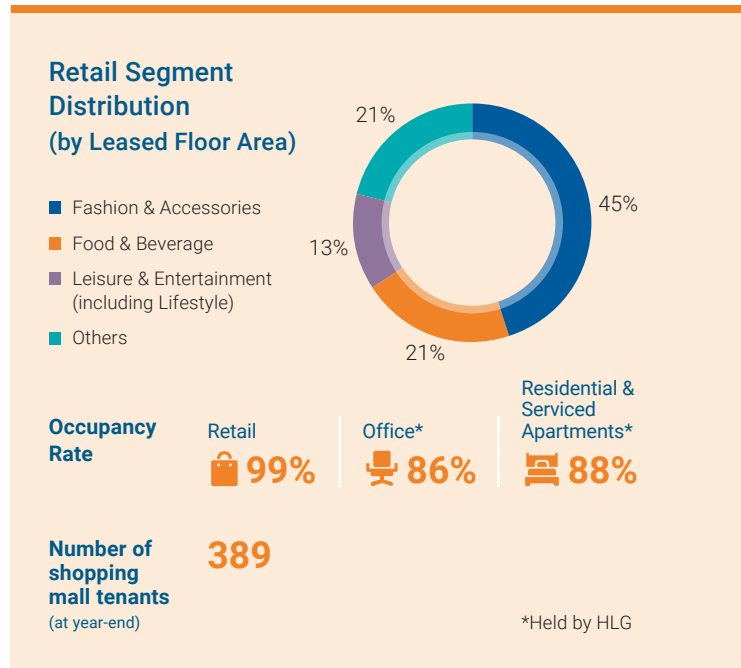 Retail Segment
Distribution
(by Leased Floor Area)
Fashion & Accessories
Food & Beverage
Leisure & Entertainment
(including Lifestyle)
Others
21%
45%
13%
21%
Occupancy
Rate
Retail
99%
Office*
86%
Residential &
Serviced
Apartments*
88%
Number of
shopping
mall tenants
(at year-end)
389
*Held by HLG